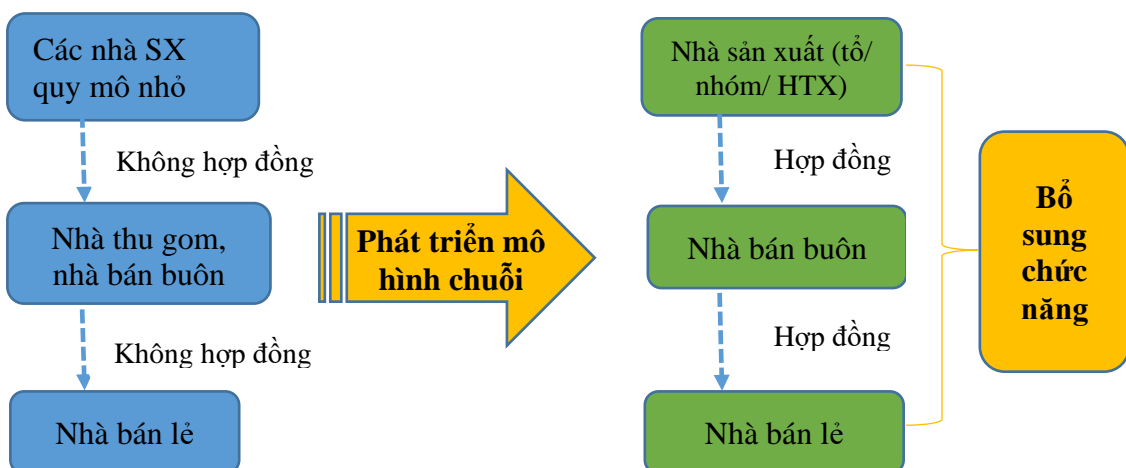 Các nhà SX
quy mô nhỏ
Không hợp đồng
Nhà thu gom,
nhà bán buôn
Không hợp đồng
Nhà bán lẻ
Phát triển mô
hình chuỗi
Nhà sản xuất (tổ/
nhóm/ HTX)
Hợp đồng
Nhà bán buôn
Hợp đồng
Nhà bán lẻ
Bổ
sung
chức
năng